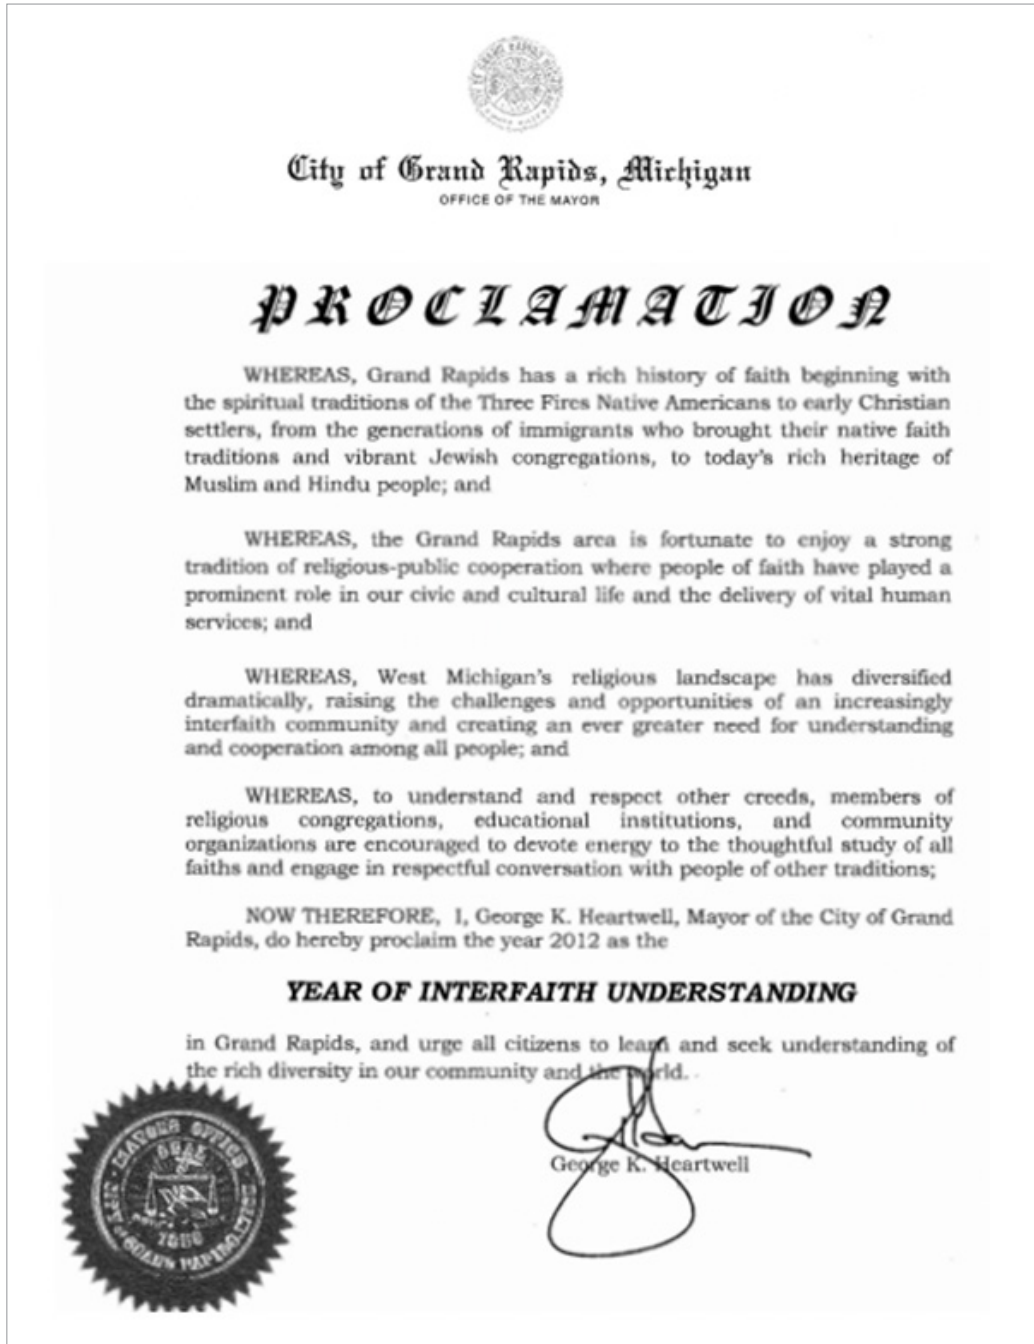 City of Grand Rapids, Michigan
OFFICE OF THE MAYOR
PROCLAMATION
WHEREAS, Grand Rapids has a rich history of faith beginning with
the spiritual traditions of the Three Fires Native Americans to early Christian
settlers, from the generations of immigrants who brought their native faith
traditions and vibrant Jewish congregations, to today's rich heritage of
Muslim and Hindu people; and
WHEREAS, the Grand Rapids area is fortunate to enjoy a strong
tradition of religious-public cooperation where people of faith have played a
prominent role in our civic and cultural life and the delivery of vital human
services; and
WHEREAS, West Michigan's religious landscape has diversified
dramatically, raising the challenges and opportunities of an increasingly
interfaith community and creating an ever greater need for understanding
and cooperation among all people; and
WHEREAS, to understand and respect other creeds, members of
religious congregations, educational institutions, and community
organizations are encouraged to devote energy to the thoughtful study of all
faiths and engage in respectful conversation with people of other traditions;
NOW THEREFORE, I, George K. Heartwell, Mayor of the City of Grand
Rapids, do hereby proclaim the year 2012 as the
YEAR OF INTERFAITH UNDERSTANDING
in Grand Rapids, and urge all citizens to learn and seek understanding of
the rich diversity in our community and the world.
George K. Heartwell
MAYOR'S OFFICE
SEAL